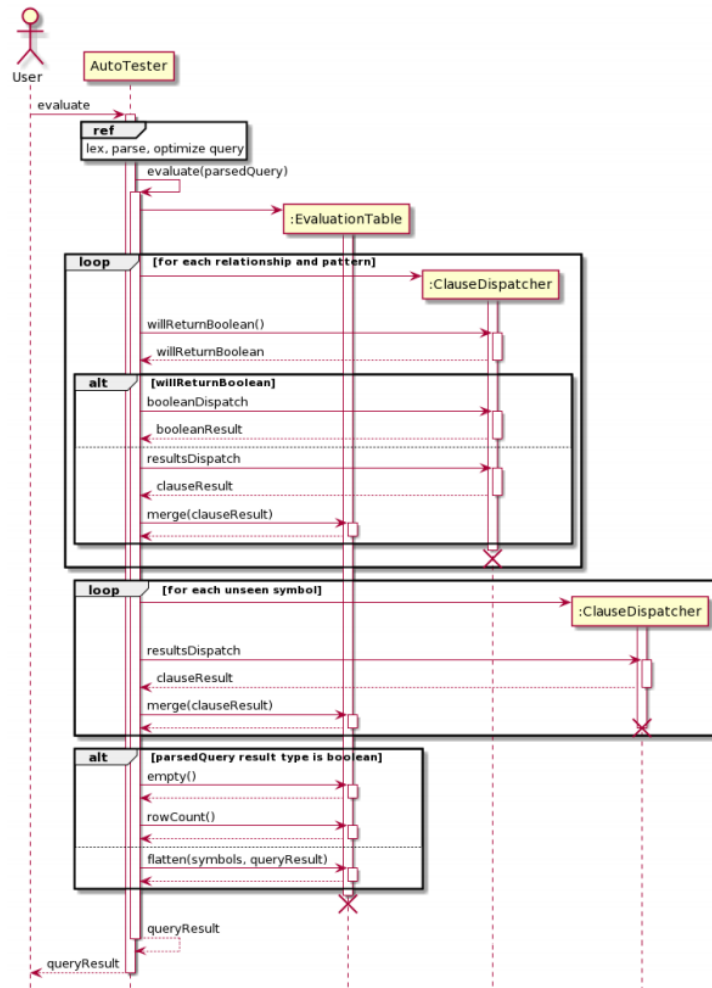 User
AutoTester
evaluate
ref
lex, parse, optimize query
evaluate(parsedQuery)
:EvaluationTable
loop [for each relationship and pattern]
:ClauseDispatcher
willReturnBoolean()
willReturnBoolean
alt [willReturnBoolean]
booleanDispatch
booleanResult
resultsDispatch
clauseResult
merge(clauseResult)
loop [for each unseen symbol]
:ClauseDispatcher
resultsDispatch
clauseResult
merge(clauseResult)
alt [parsedQuery result type is boolean]
empty()
rowCount()
flatten(symbols, queryResult)
queryResult
queryResult